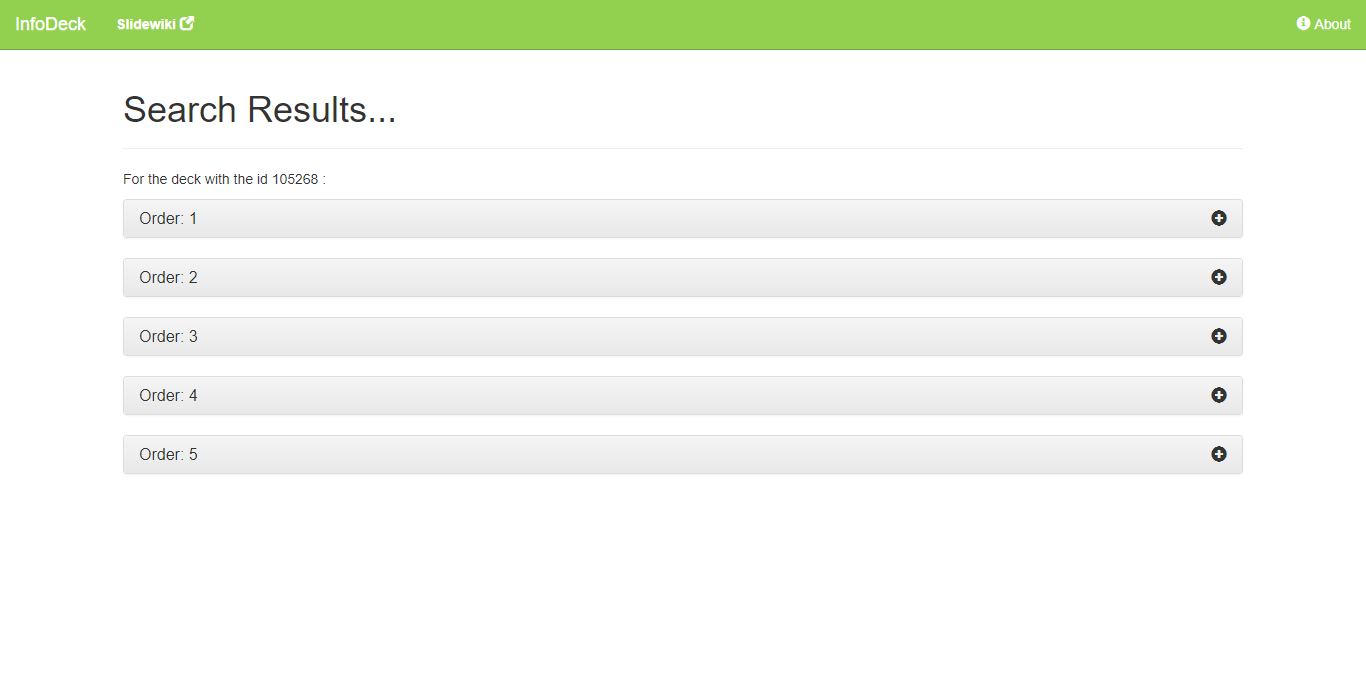 InfoDeck Slidewiki About
Search Results...
For the deck with the id 105268 :
Order: 1
Order: 2
Order: 3
Order: 4
Order: 5